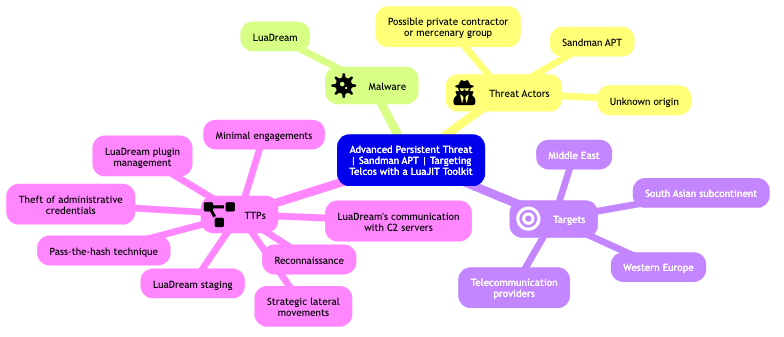 Possible private contractor
or mercenary group
LuaDream
Sandman APT
Malware
Threat Actors
Unknown origin
Minimal engagements
Advanced Persistent Threat
| Sandman APT | Targeting
Telcos with a LuaJIT Toolkit
LuaDream plugin
management
Middle East
Theft of administrative
credentials
South Asian subcontinent
TTPs
LuaDream's communication
with C2 servers
Targets
Pass-the-hash technique
Reconnaissance
Western Europe
LuaDream staging
Telecommunication
providers
Strategic lateral
movements